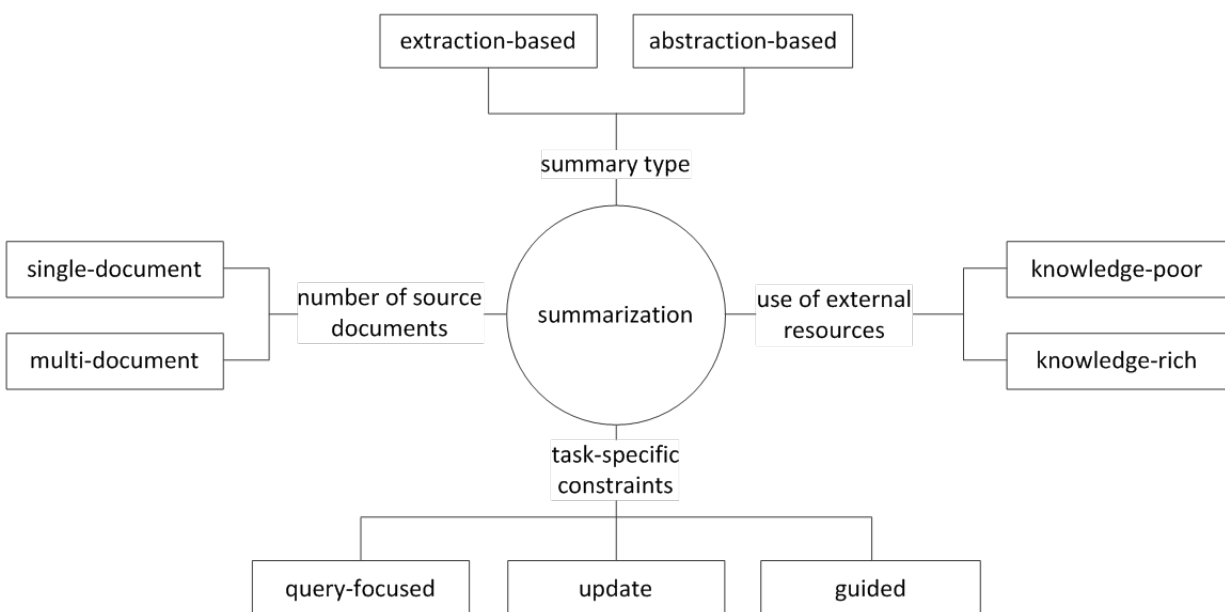 extraction-based
abstraction-based
summary type
single-document
multi-document
number of source
documents
summarization
use of external
resources
knowledge-poor
knowledge-rich
task-specific
constraints
query-focused
update
guided